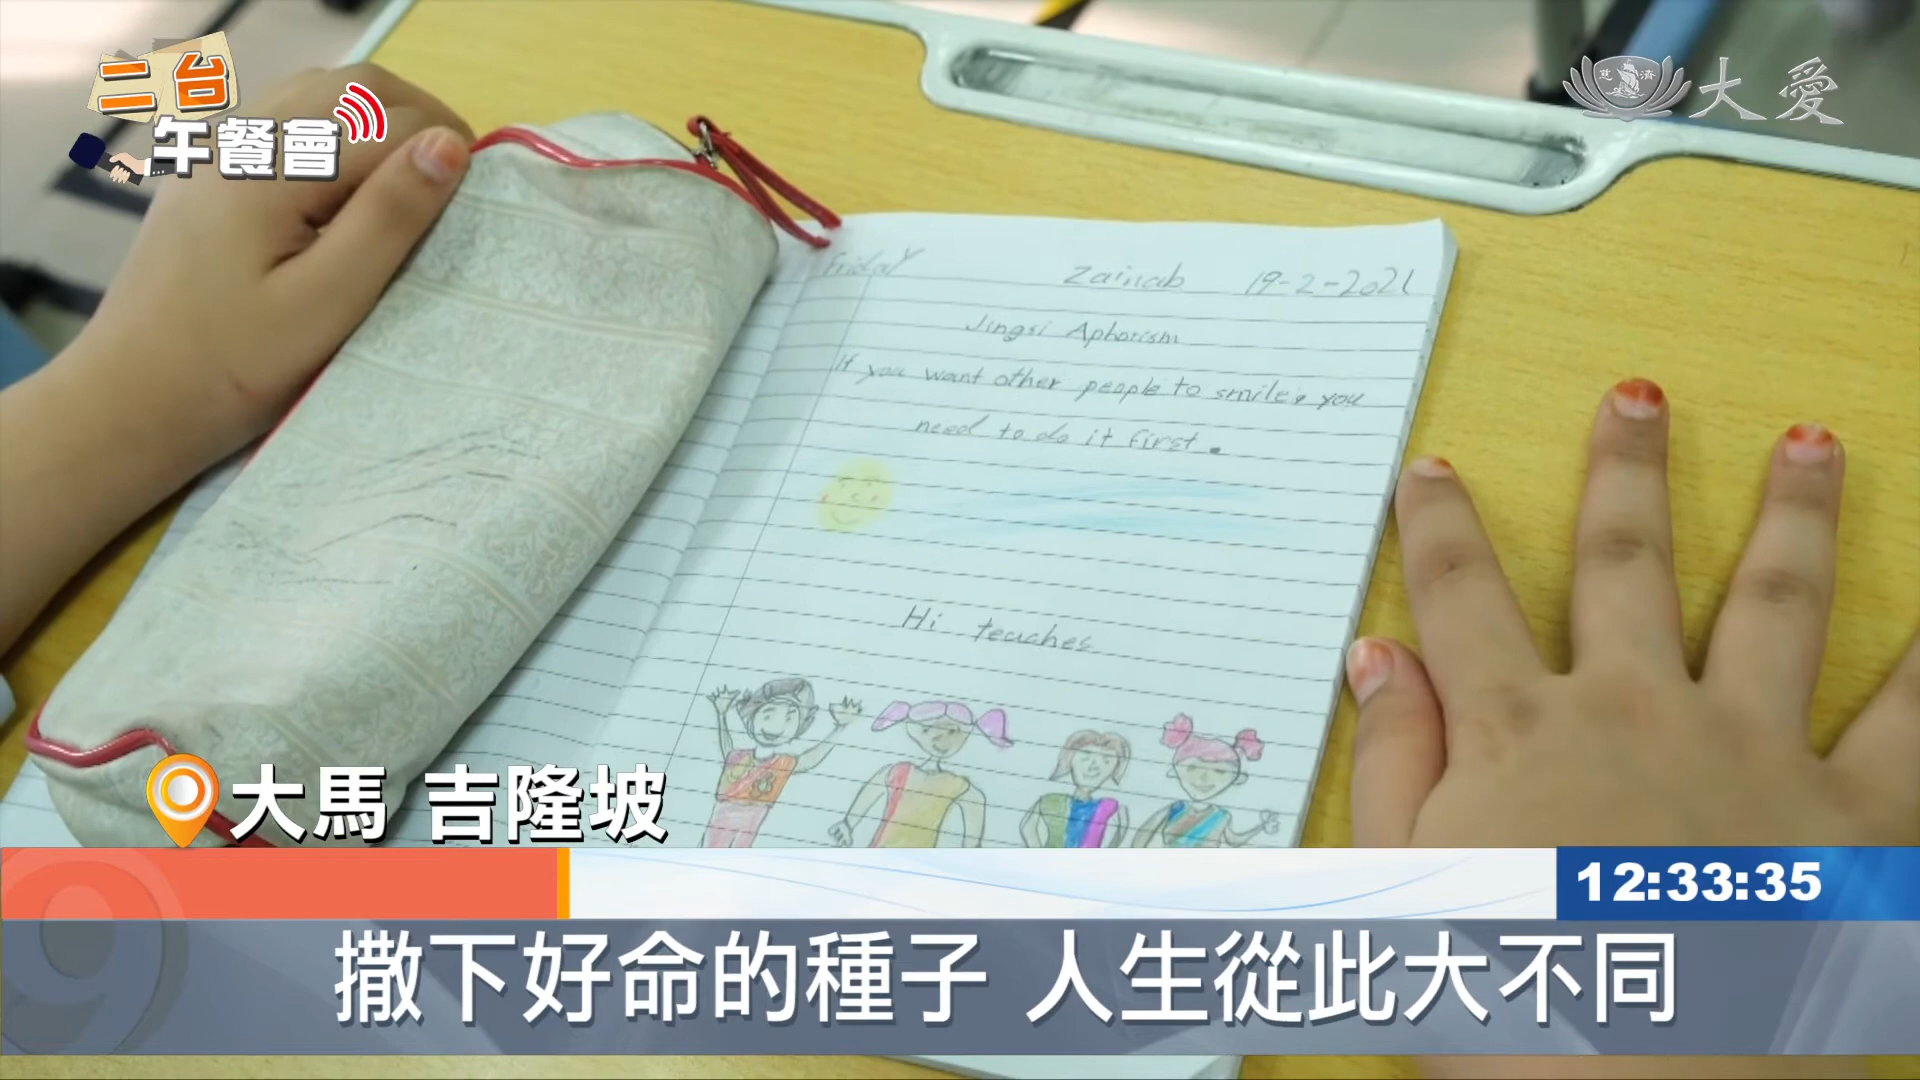 二台
午餐會
慈濟
大愛
Friday Zainab 19-2-2021
Jingsi Aphorism
If you want other people to smile, you
need to do it first.
Hi teaches
大馬 吉隆坡
12:33:35
撒下好命的種子 人生從此大不同